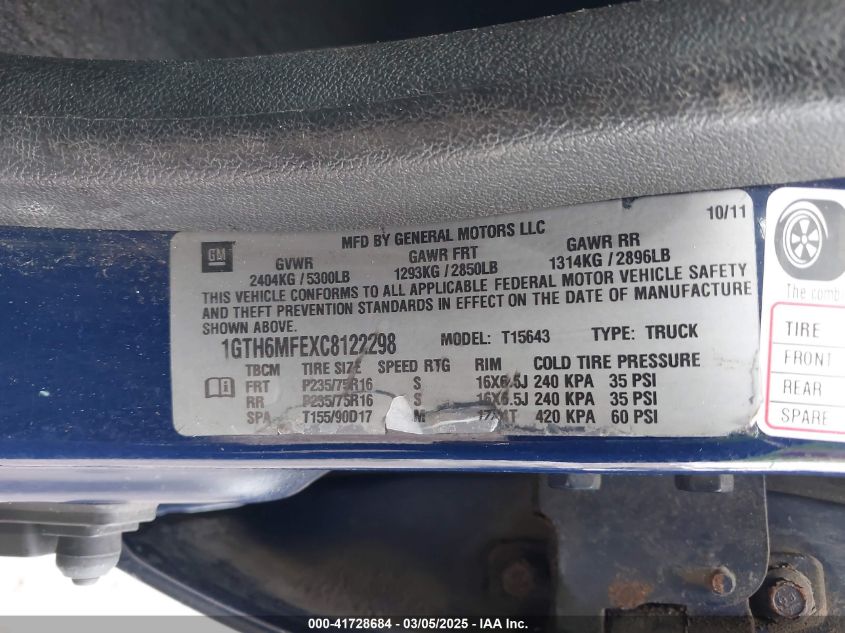 MFD BY GENERAL MOTORS LLC 10/11
GM GVWR GAWR FRT GAWR RR
2404KG / 5300LB 1293KG / 2850LB 1314KG / 2896LB
THIS VEHICLE CONFORMS TO ALL APPLICABLE FEDERAL MOTOR VEHICLE SAFETY
AND THEFT PREVENTION STANDARDS IN EFFECT ON THE DATE OF MANUFACTURE
SHOWN ABOVE.
1GTH6MFEXC8122298 MODEL: T15643 TYPE: TRUCK
TBCM TIRE SIZE SPEED RTG RIM COLD TIRE PRESSURE
FRT P235/75R16 S 16X6.5J 240 KPA 35 PSI
RR P235/75R16 S 16X6.5J 240 KPA 35 PSI
SPA T155/90D17 M 420 KPA 60 PSI
The
TIRE
FRONT
REAR
SPARE
000-41728684 - 03/05/2025 - IAA Inc.